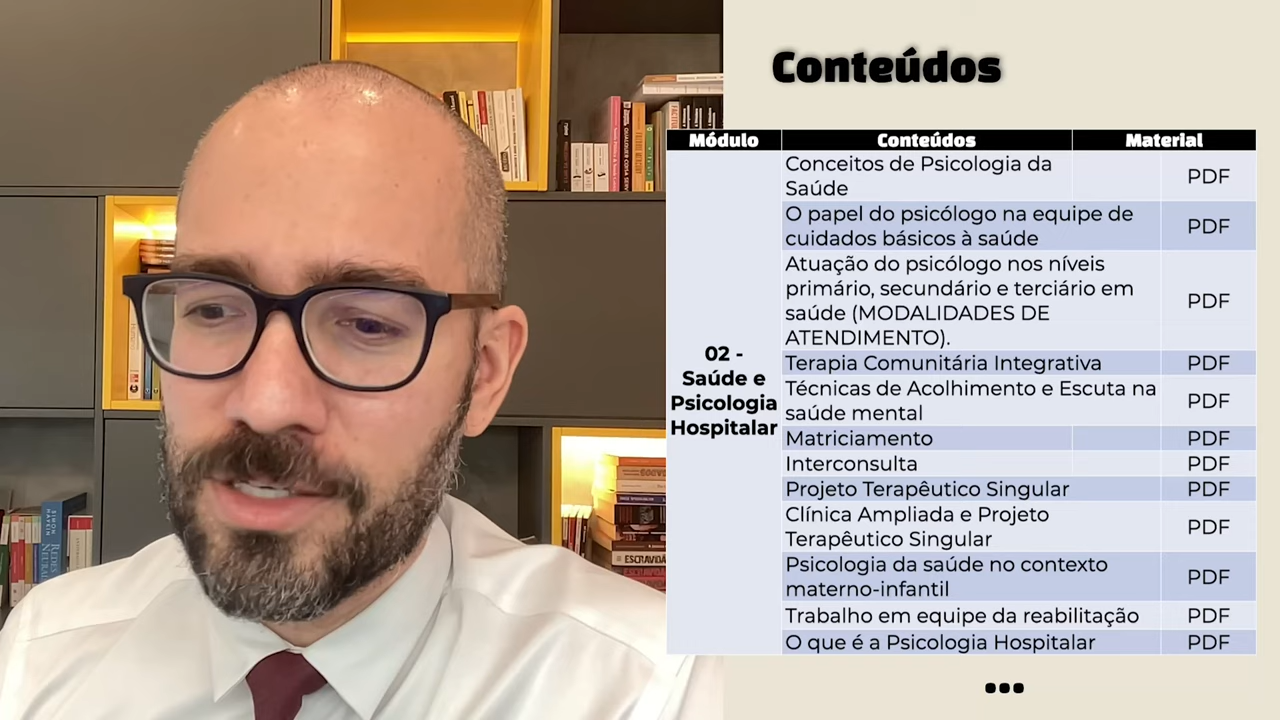 Conteúdos
Módulo Conteúdos Material
02 -
Saúde e
Psicologia
Hospitalar
Conceitos de Psicologia da
Saúde
PDF
O papel do psicólogo na equipe de
cuidados básicos à saúde
PDF
Atuação do psicólogo nos níveis
primário, secundário e terciário em
saúde (MODALIDADES DE
ATENDIMENTO).
PDF
Terapia Comunitária Integrativa PDF
Técnicas de Acolhimento e Escuta na
saúde mental
PDF
Matriciamento PDF
Interconsulta PDF
Projeto Terapêutico Singular PDF
Clínica Ampliada e Projeto
Terapêutico Singular
PDF
Psicologia da saúde no contexto
materno-infantil
PDF
Trabalho em equipe da reabilitação PDF
O que é a Psicologia Hospitalar PDF
...
SIMON
HAYKIN
REDES